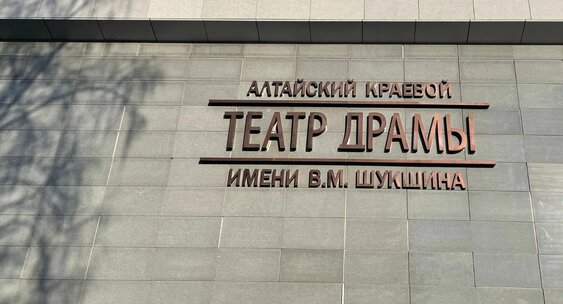 АЛТАЙСКИЙ КРАЕВОЙ
ТЕАТР ДРАМЫ
ИМЕНИ В.М. ШУКШИНА